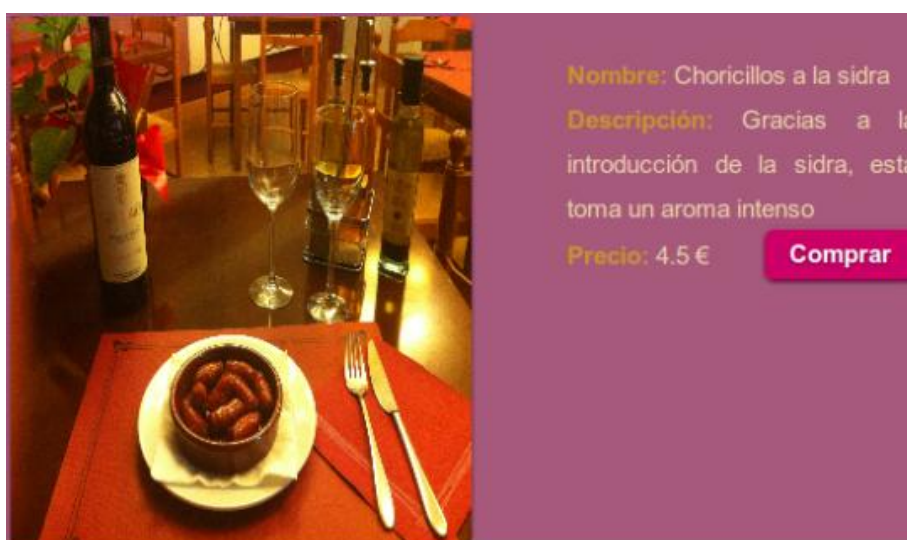 Nombre: Choricillos a la sidra
Descripción: Gracias a la
introducción de la sidra, esta
toma un aroma intenso
Precio: 4.5 €
Comprar